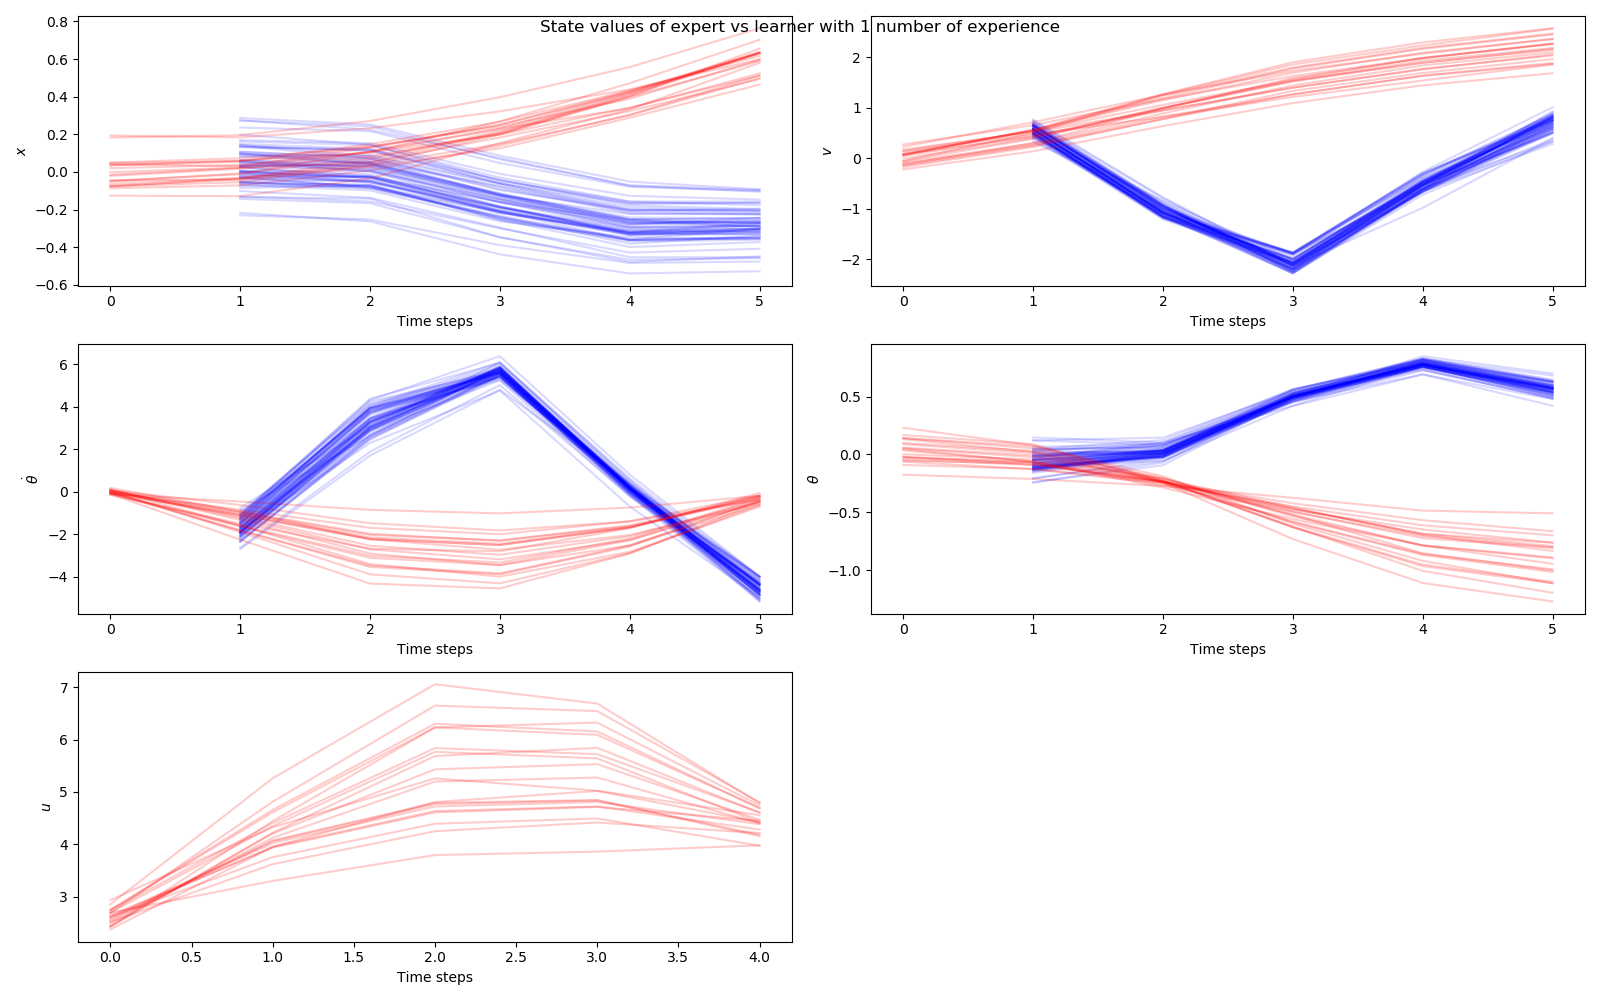 State values of expert vs learner with 1 number of experience
0.8
0.6
0.4
0.2
0.0
−0.2
−0.4
−0.6
x
0 1 2 3 4 5
Time steps
2
1
0
−1
−2
v
0 1 2 3 4 5
Time steps
6
4
2
0
−2
−4
θ̇
0 1 2 3 4 5
Time steps
0.5
0.0
−0.5
−1.0
θ
0 1 2 3 4 5
Time steps
7
6
5
4
3
u
0.0 0.5 1.0 1.5 2.0 2.5 3.0 3.5 4.0
Time steps